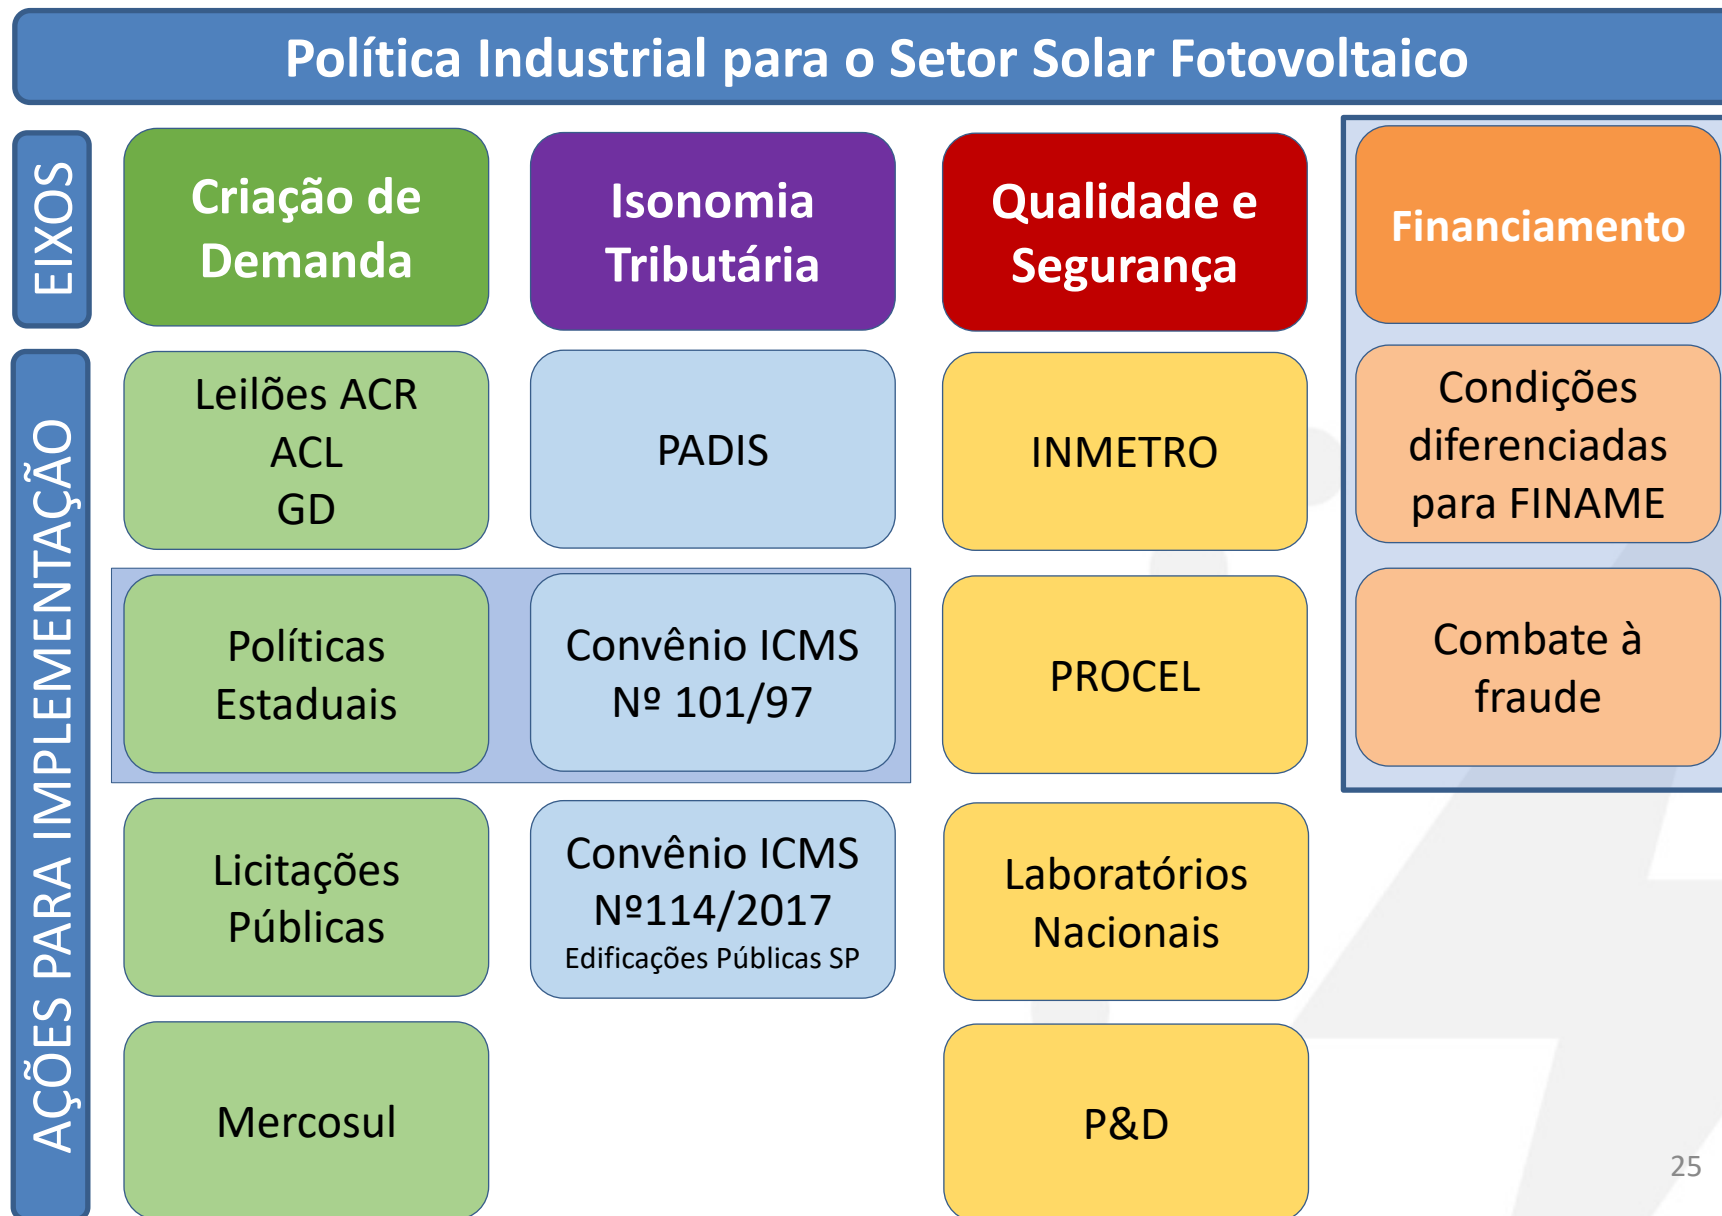 Política Industrial para o Setor Solar Fotovoltaico
EIXOS
Criação de
Demanda
Isonomia
Tributária
Qualidade e
Segurança
Financiamento
AÇÕES PARA IMPLEMENTAÇÃO
Leilões ACR
ACL
GD
PADIS
INMETRO
Condições
diferenciadas
para FINAME
Políticas
Estaduais
Convênio ICMS
Nº 101/97
PROCEL
Combate à
fraude
Licitações
Públicas
Convênio ICMS
Nº114/2017
Edificações Públicas SP
Laboratórios
Nacionais
Mercosul
P&D
25